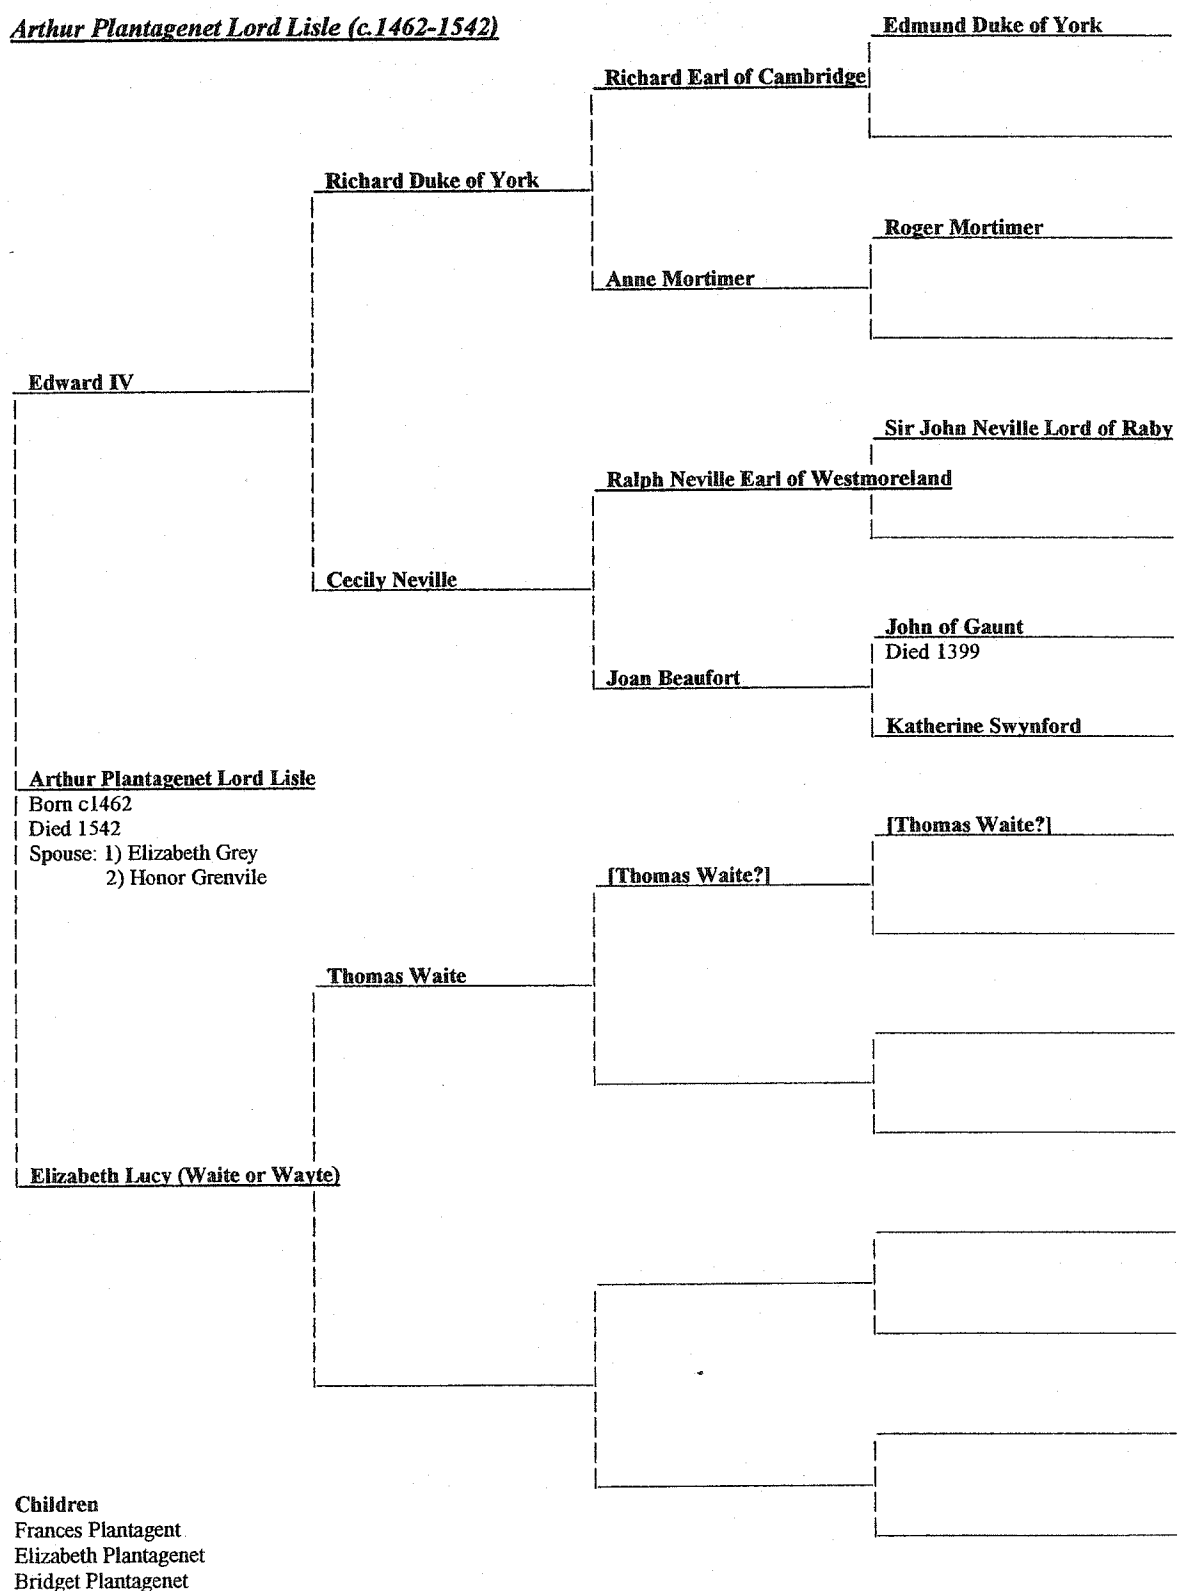 Arthur Plantagenet Lord Lisle (c.1462-1542)
Edmund Duke of York
Richard Earl of Cambridge
Richard Duke of York
Roger Mortimer
Anne Mortimer
Edward IV
Sir John Neville Lord of Raby
Ralph Neville Earl of Westmoreland
Cecily Neville
John of Gaunt
Died 1399
Joan Beaufort
Katherine Swynford
Arthur Plantagenet Lord Lisle
Born c1462
Died 1542
Spouse: 1) Elizabeth Grey
2) Honor Grenvile
[Thomas Waite?]
[Thomas Waite?]
Thomas Waite
Elizabeth Lucy (Waite or Wayte)
Children
Frances Plantagent
Elizabeth Plantagenet
Bridget Plantagenet